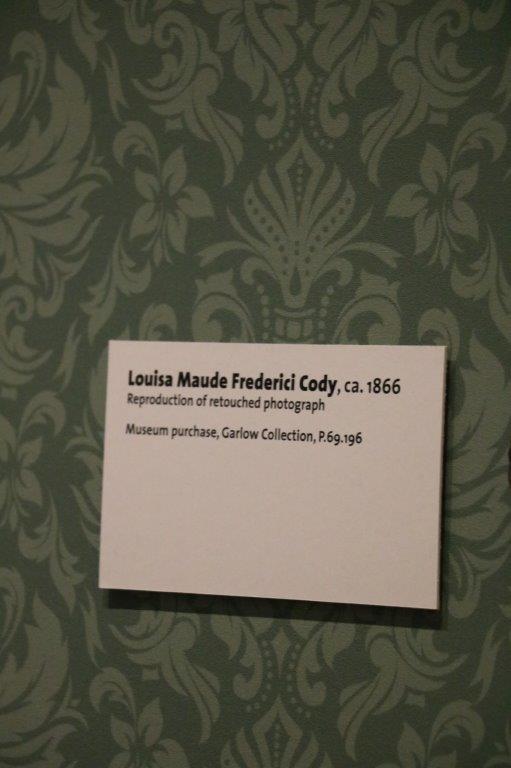 Louisa Maude Frederici Cody, ca. 1866
Reproduction of retouched photograph
Museum purchase, Garlow Collection, P.69.196